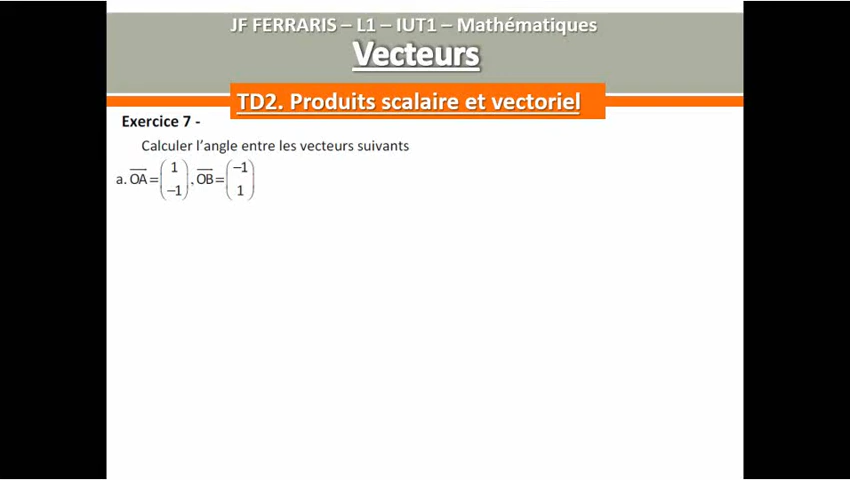 JF FERRARIS – L1 – IUT1 – Mathématiques
Vecteurs
TD2. Produits scalaire et vectoriel
Exercice 7 -
Calculer l'angle entre les vecteurs suivants
a. OA = (1 −1), OB = (−1 1)